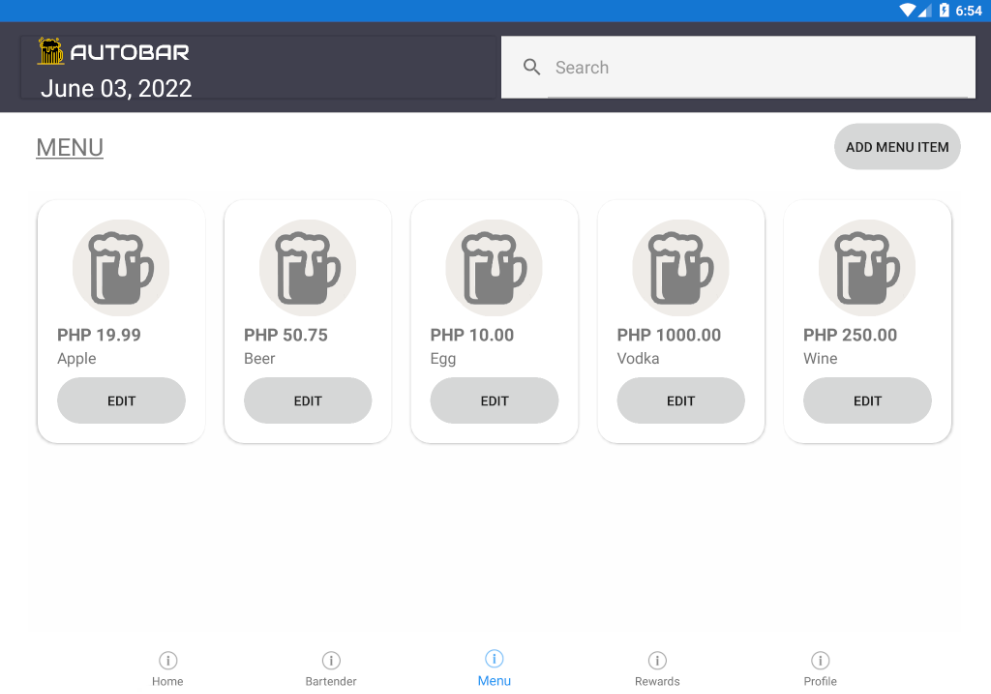 6:54
AUTOBAR
June 03, 2022
Search
MENU
ADD MENU ITEM
PHP 19.99
Apple
EDIT
PHP 50.75
Beer
EDIT
PHP 10.00
Egg
EDIT
PHP 1000.00
Vodka
EDIT
PHP 250.00
Wine
EDIT
Home
Bartender
Menu
Rewards
Profile